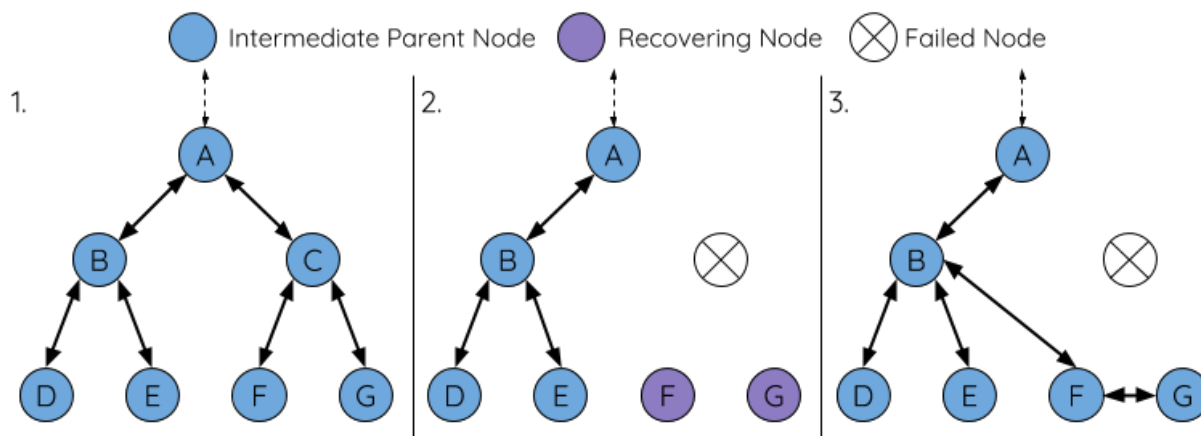 Intermediate Parent Node Recovering Node Failed Node
1. 2. 3.
A A A
B C B B
D E F G D E F G D E F G